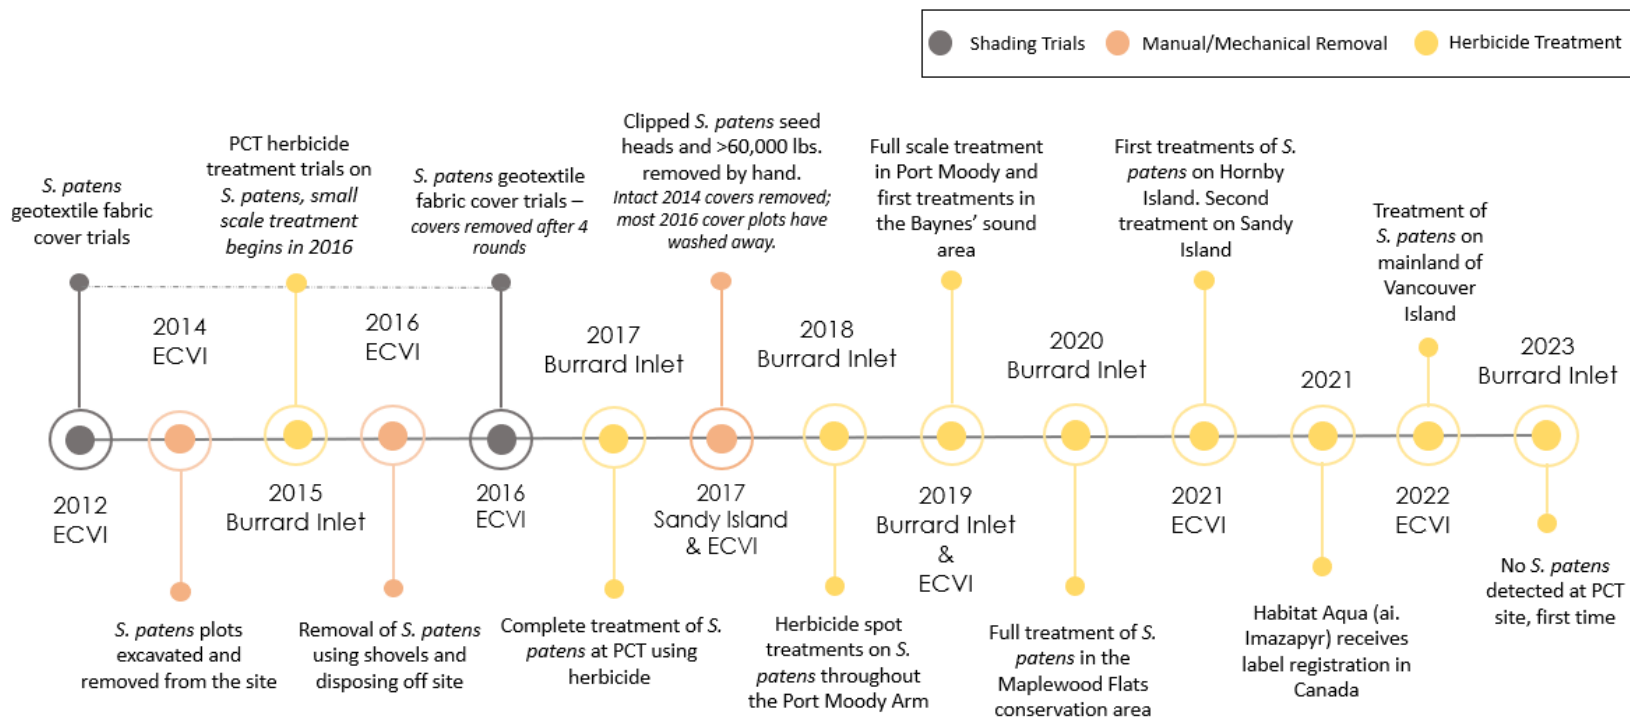 Shading Trials
Manual/Mechanical Removal
Herbicide Treatment
S. patens
geotextile fabric
cover trials
2012
ECVI
2014
ECVI
S. patens plots
excavated and
removed from the site
PCT herbicide
treatment trials on
S. patens, small
scale treatment
begins in 2016
2015
Burrard Inlet
2016
ECVI
Removal of S. patens
using shovels and
disposing off site
S. patens geotextile
fabric cover trials –
covers removed after 4
rounds
2016
ECVI
2017
Burrard Inlet
Complete treatment of S.
patens at PCT using
herbicide
Clipped S. patens seed
heads and >60,000 lbs.
removed by hand.
Intact 2014 covers removed;
most 2016 cover plots have
washed away.
2017
Sandy Island
& ECVI
2018
Burrard Inlet
Herbicide spot
treatments on S.
patens throughout
the Port Moody Arm
Full scale treatment
in Port Moody and
first treatments in
the Baynes’ sound
area
2019
Burrard Inlet
&
ECVI
2020
Burrard Inlet
Full treatment of S.
patens in the
Maplewood Flats
conservation area
First treatments of S.
patens on Hornby
Island. Second
treatment on Sandy
Island
2021
ECVI
2021
Habitat Aqua (ai.
Imazapyr) receives
label registration in
Canada
Treatment of
S. patens on
mainland of
Vancouver
Island
2022
ECVI
2023
Burrard Inlet
No S. patens
detected at PCT
site, first time